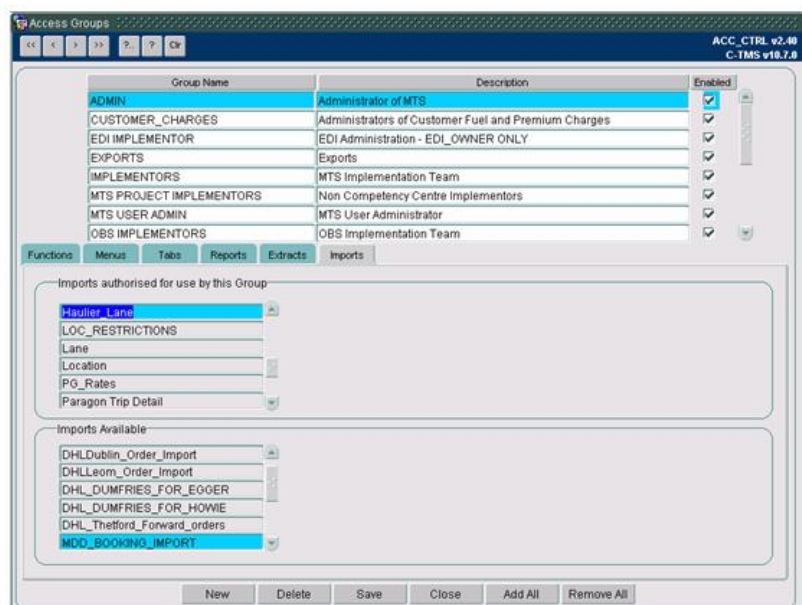 Access Groups
<< < > >> ?.. ? Clr
ACC_CTRL v2.40
C-TMS v10.7.0
Group Name Description Enabled
ADMIN Administrator of MTS
CUSTOMER_CHARGES Administrators of Customer Fuel and Premium Charges
EDI IMPLEMENTOR EDI Administration - EDI_OWNER ONLY
EXPORTS Exports
IMPLEMENTORS MTS Implementation Team
MTS PROJECT IMPLEMENTORS Non Competency Centre Implementors
MTS USER ADMIN MTS User Administrator
OBS IMPLEMENTORS OBS Implementation Team
Functions Menus Tabs Reports Extracts Imports
Imports authorised for use by this Group
Haulier_Lane
LOC_RESTRICTIONS
Lane
Location
PG_Rates
Paragon Trip Detail
Imports Available
DHLDublin_Order_Import
DHLLeom_Order_Import
DHL_DUMFRIES_FOR_EGGER
DHL_DUMFRIES_FOR_HOWIE
DHL_Thetford_Forward_orders
MDD_BOOKING_IMPORT
New Delete Save Close Add All Remove All